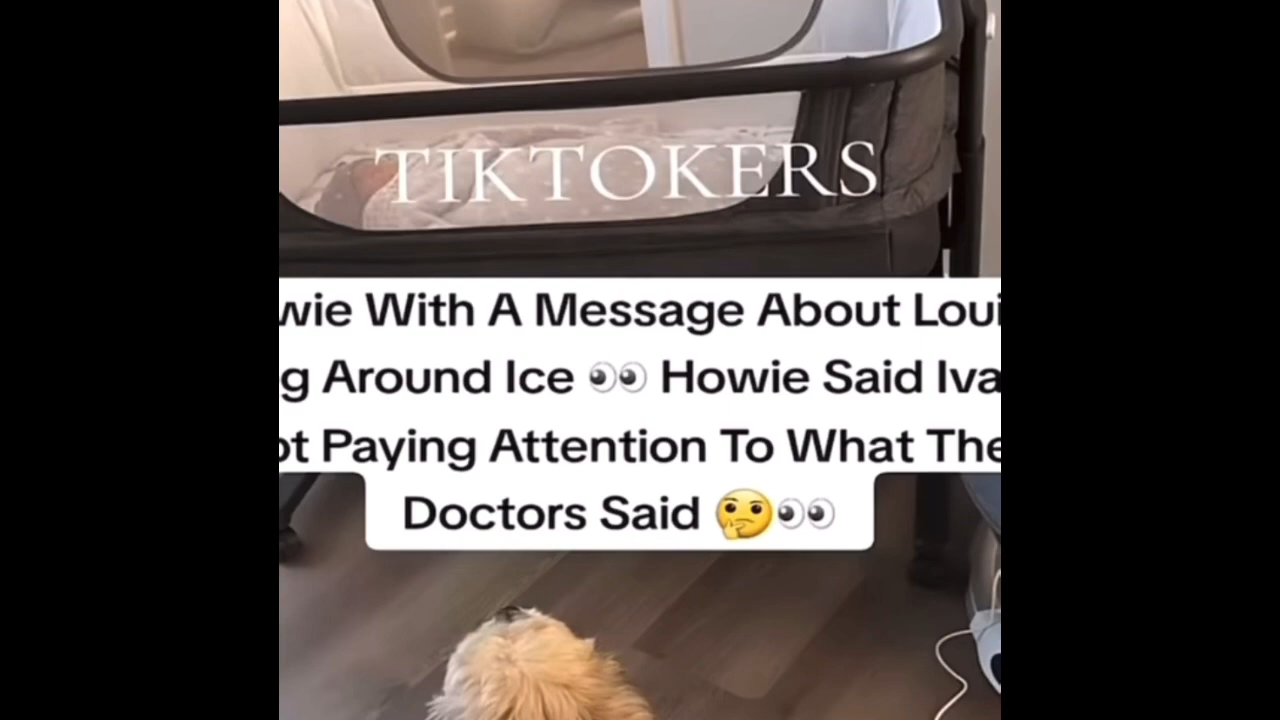 TIKTOKERS
wie With A Message About Loui
g Around Ice 👀 Howie Said Iva
ot Paying Attention To What The
Doctors Said 🤔👀